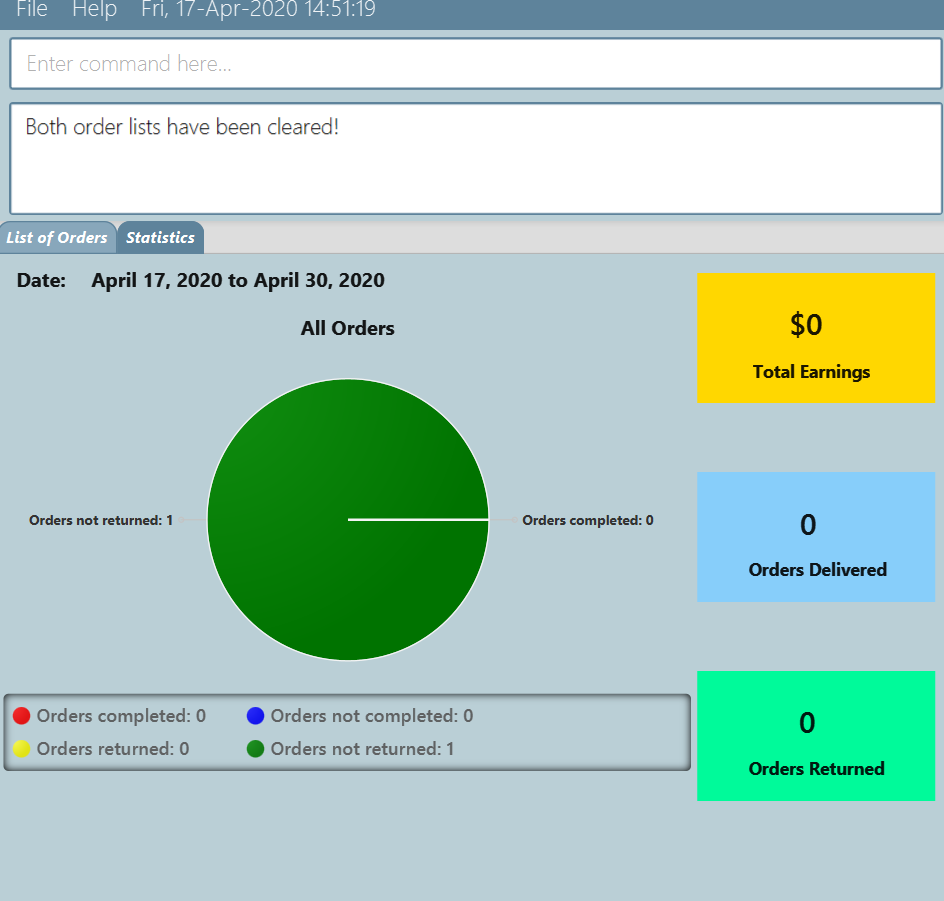 File Help Fri, 17-Apr-2020 14:51:19
Enter command here...
Both order lists have been cleared!
List of Orders Statistics
Date: April 17, 2020 to April 30, 2020
All Orders
Orders not returned: 1
Orders completed: 0
Orders completed: 0 Orders not completed: 0
Orders returned: 0 Orders not returned: 1
$0
Total Earnings
0
Orders Delivered
0
Orders Returned